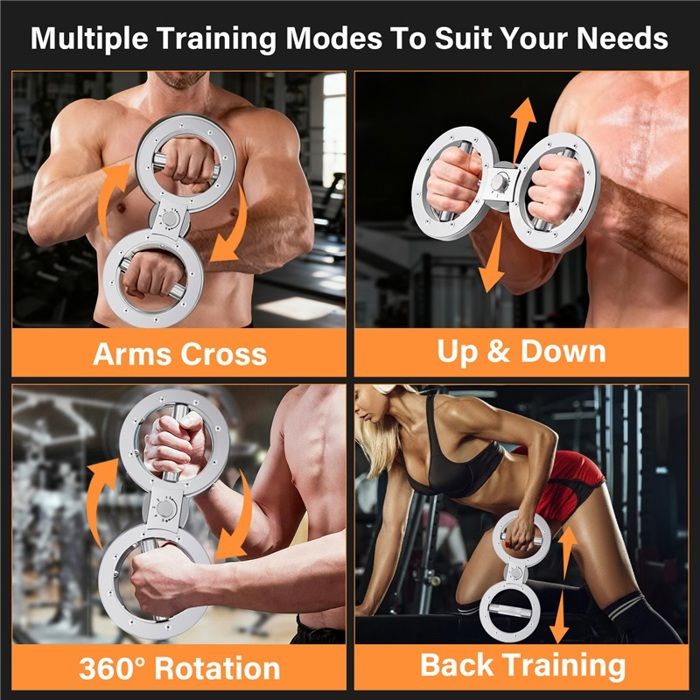 Multiple Training Modes To Suit Your Needs
Arms Cross
Up & Down
360° Rotation
Back Training